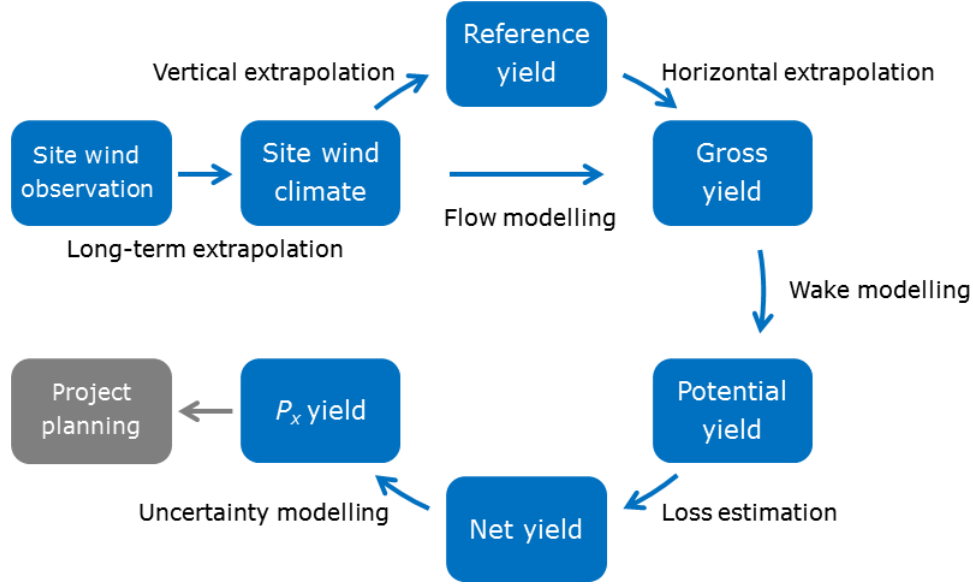 Reference
yield
Vertical extrapolation
Horizontal extrapolation
Site wind
observation
Site wind
climate
Gross
yield
Flow modelling
Long-term extrapolation
Wake modelling
Project
planning
Pₓ yield
Potential
yield
Uncertainty modelling
Net yield
Loss estimation